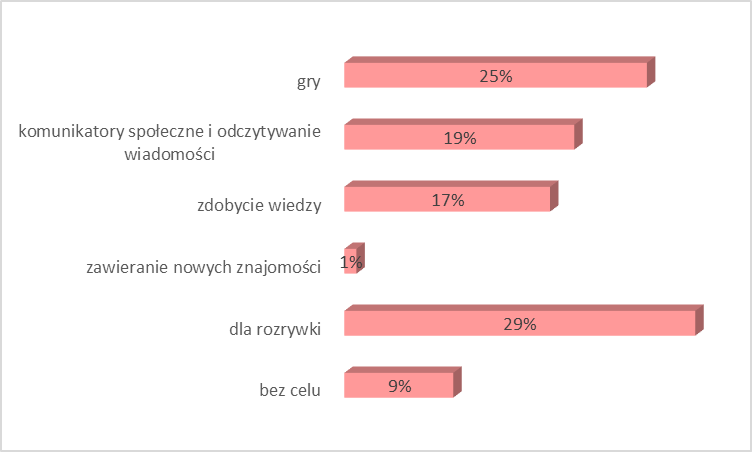 gry
25%
komunikatory społeczne i odczytywanie
wiadomości
19%
zdobycie wiedzy
17%
zawieranie nowych znajomości
1%
dla rozrywki
29%
bez celu
9%